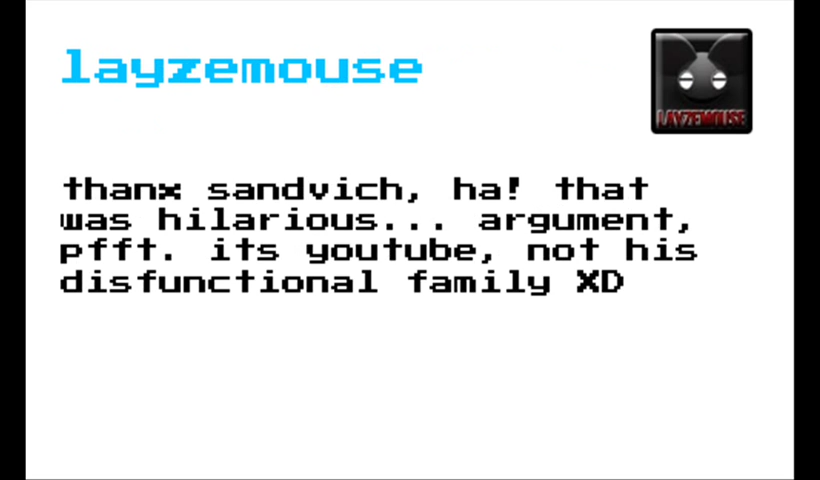 layzemouse
LAYZEMOUSE
thanx sandvich, ha! that
was hilarious... argument,
pfft. its youtube, not his
disfunctional family XD